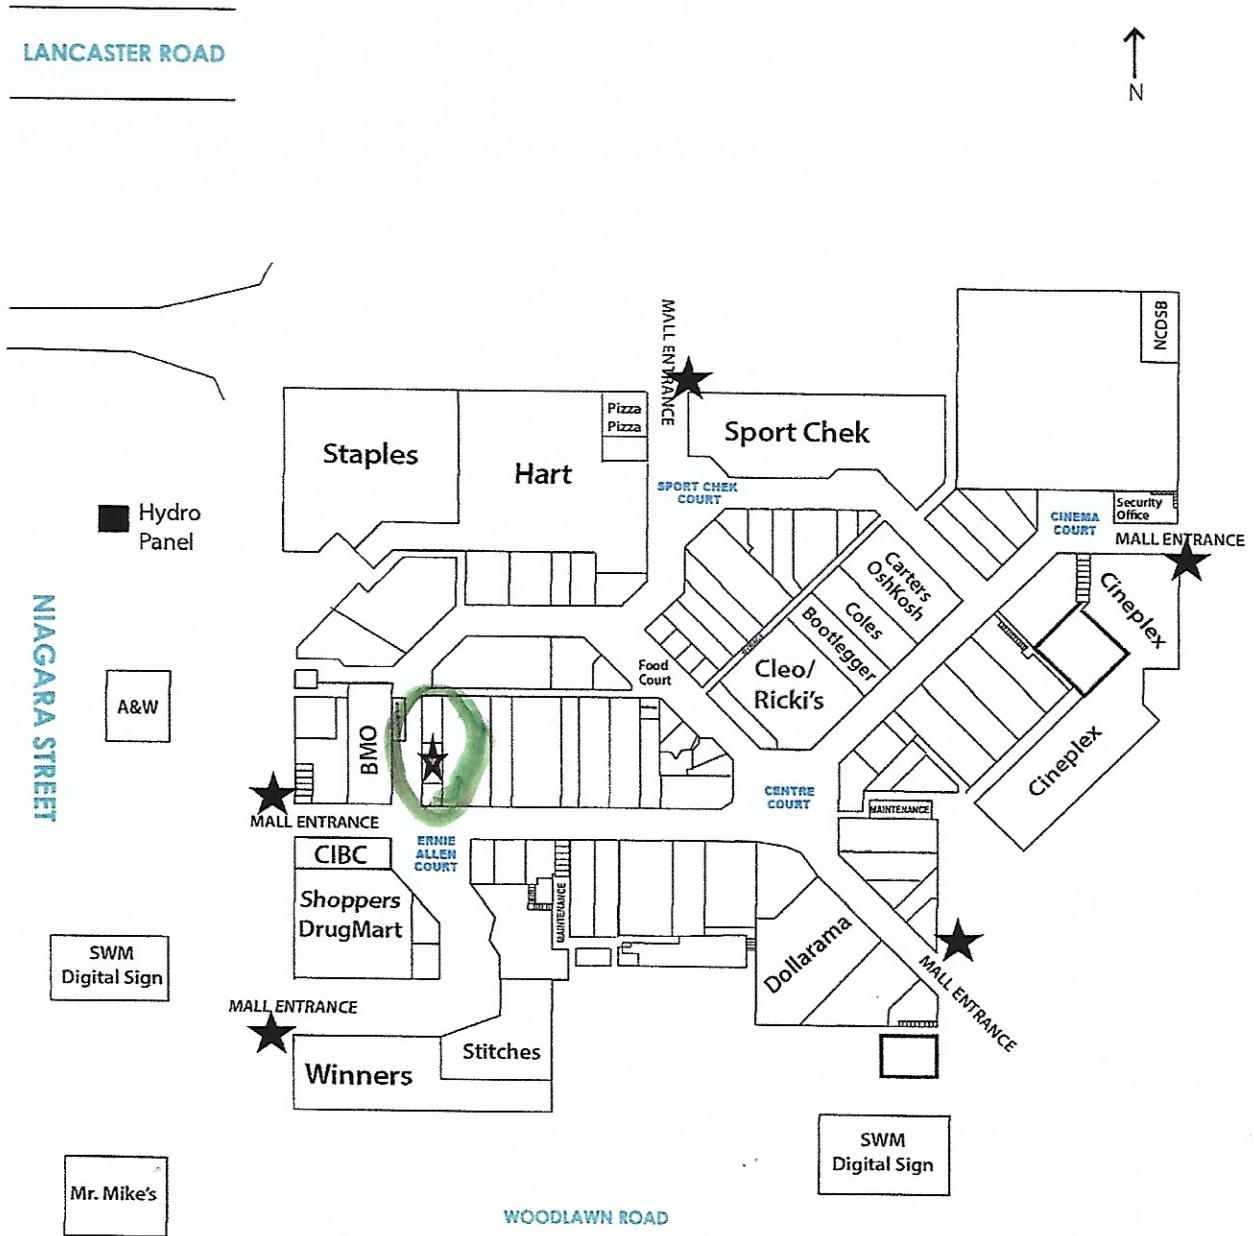 LANCASTER ROAD
N
MALL ENTRANCE
NCDSB
Pizza
Pizza
Sport Chek
Staples
Hart
SPORT CHEK
COURT
Security
Office
CINEMA
COURT
MALL ENTRANCE
Hydro
Panel
Carters
OshKosh
Cineplex
Coles
Bootlegger
NIAGARA STREET
Food
Court
Cleo/
Ricki's
A&W
BMO
Cineplex
CENTRE
COURT
MAINTENANCE
MALL ENTRANCE
ERNIE
ALLEN
COURT
CIBC
Shoppers
DrugMart
MAINTENANCE
Dollarama
SWM
Digital Sign
MALL ENTRANCE
MALL ENTRANCE
Stitches
Winners
SWM
Digital Sign
Mr. Mike's
WOODLAWN ROAD